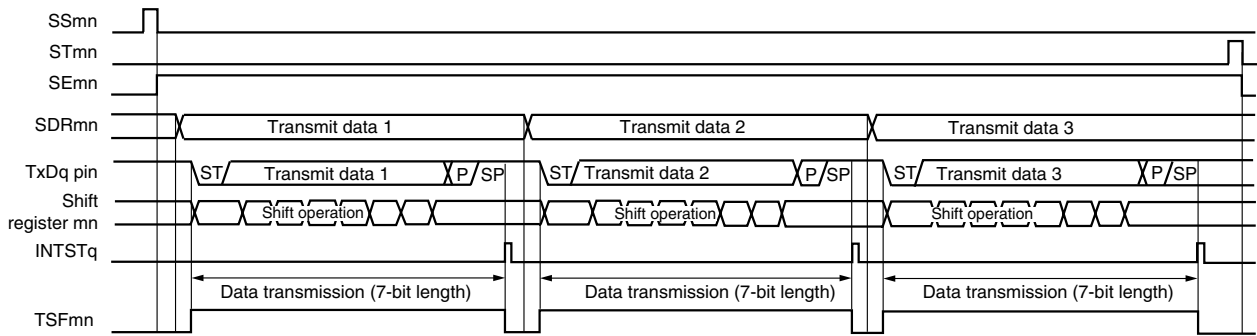 SSmn
STmn
SEmn
SDRmn Transmit data 1 Transmit data 2 Transmit data 3
TxDq pin ST Transmit data 1 P SP ST Transmit data 2 P SP ST Transmit data 3 P SP
Shift
register mn Shift operation Shift operation Shift operation
INTSTq
Data transmission (7-bit length) Data transmission (7-bit length) Data transmission (7-bit length)
TSFmn